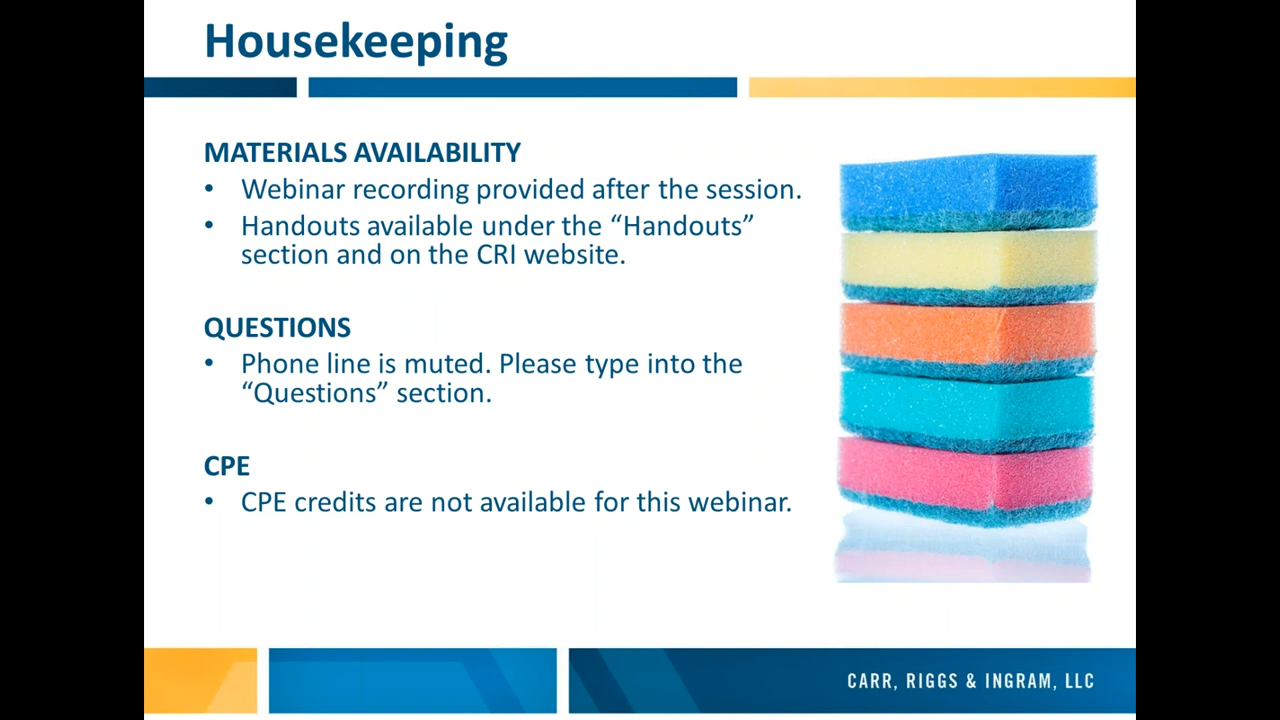 Housekeeping
MATERIALS AVAILABILITY
• Webinar recording provided after the session.
• Handouts available under the “Handouts”
section and on the CRI website.
QUESTIONS
• Phone line is muted. Please type into the
“Questions” section.
CPE
• CPE credits are not available for this webinar.
CARR, RIGGS & INGRAM, LLC